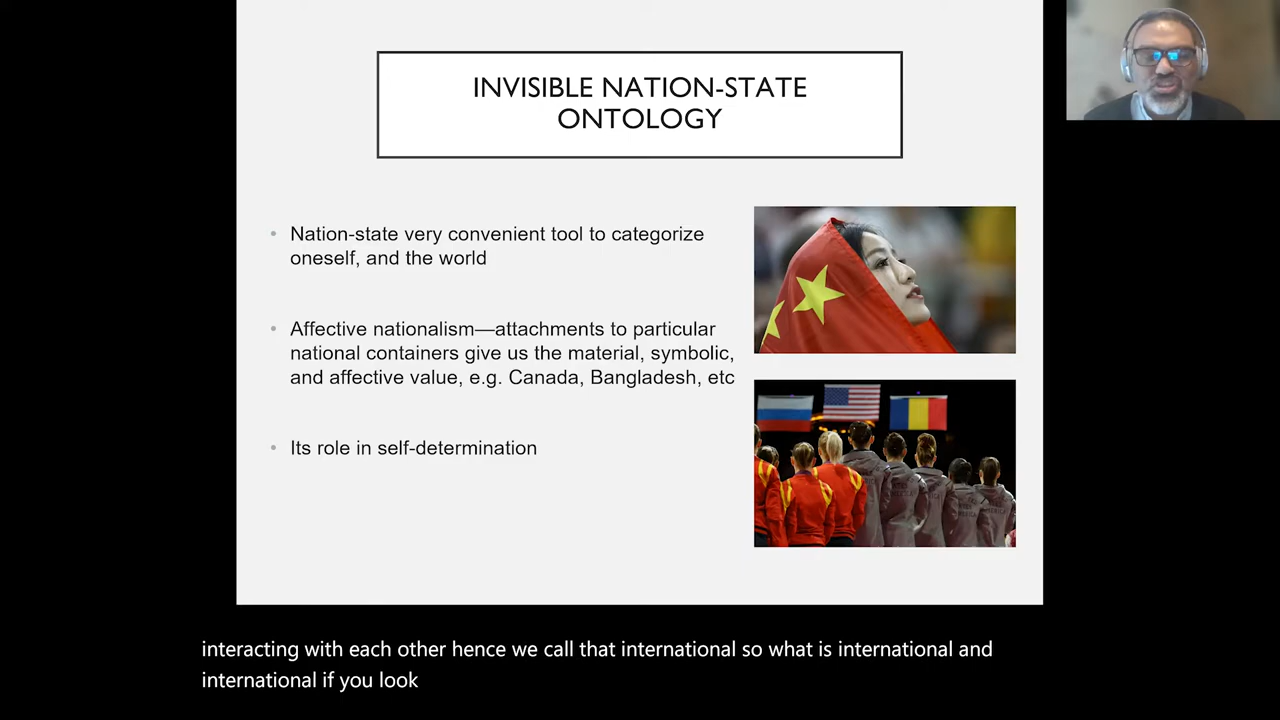 INVISIBLE NATION-STATE
ONTOLOGY
• Nation-state very convenient tool to categorize
oneself, and the world
• Affective nationalism—attachments to particular
national containers give us the material, symbolic,
and affective value, e.g. Canada, Bangladesh, etc
• Its role in self-determination
interacting with each other hence we call that international so what is international and
international if you look